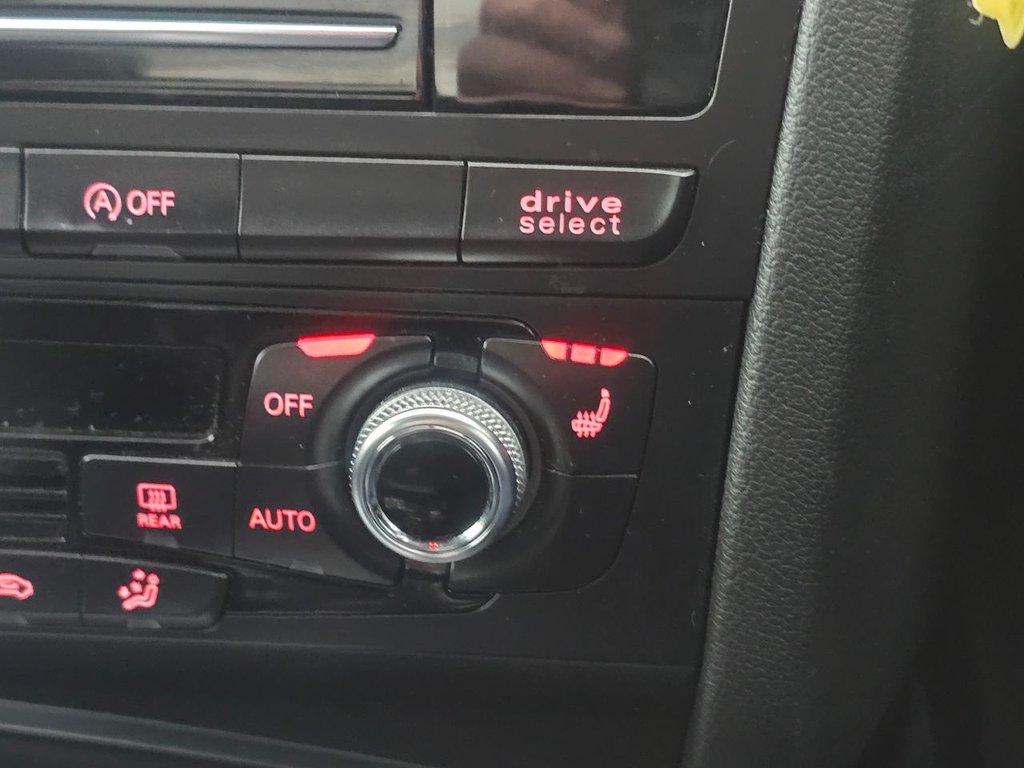 A OFF
drive
select
OFF
REAR
AUTO